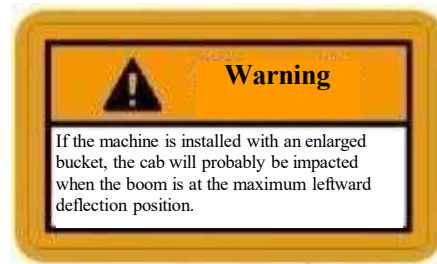 Warning
If the machine is installed with an enlarged
bucket, the cab will probably be impacted
when the boom is at the maximum leftward
deflection position.